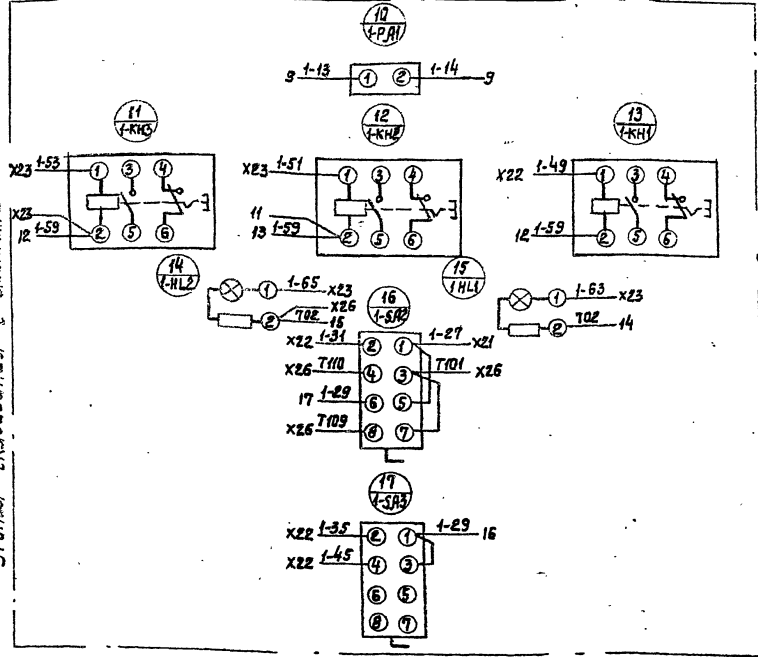 10
1-PA1
9 1-13 1 2 1-14 9
11
1-KH3
12
1-KH2
13
1-KH1
X23 1-53 1 3 4
X23
12 1-59 2 5 6
X23 1-51 1 3 4
11
13 1-59 2 5 6
X22 1-49 1 3 4
12 1-59 2 5 6
14
1-HL2
1 1-65 X23
X26
2 702 15
15
1HL1
1 1-63 X23
2 702 14
16
1-SA2
X22 1-31 2 1 1-27 X21
X26 T110 4 3 T101 X26
17 1-29 6 5
X26 T109 8 7
17
1-SA3
X22 1-35 2 1 1-29 16
X22 1-45 4 3
6 5
8 7